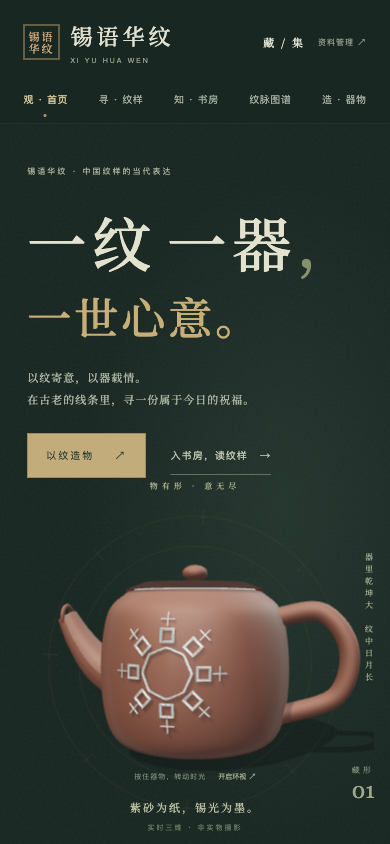 锡语
华纹
锡语华纹
XI YU HUA WEN
藏 / 集
资料管理 ↗
观 · 首页
寻 · 纹样
知 · 书房
纹脉图谱
造 · 器物
锡语华纹 · 中国纹样的当代表达
一纹一器，
一世心意。
以纹寄意，以器载情。
在古老的线条里，寻一份属于今日的祝福。
以纹造物 ↗
入书房，读纹样 →
物有形 · 意无尽
器里乾坤大 纹中日月长
按住器物，转动时光
开启环视 ↗
藏形
01
紫砂为纸，锡光为墨。
实时三维 · 非实物摄影